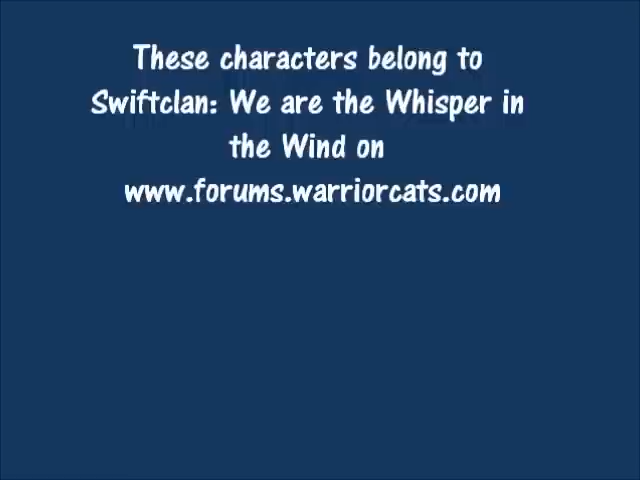 These characters belong to
Swiftclan: We are the Whisper in
the Wind on
www.forums.warriorcats.com